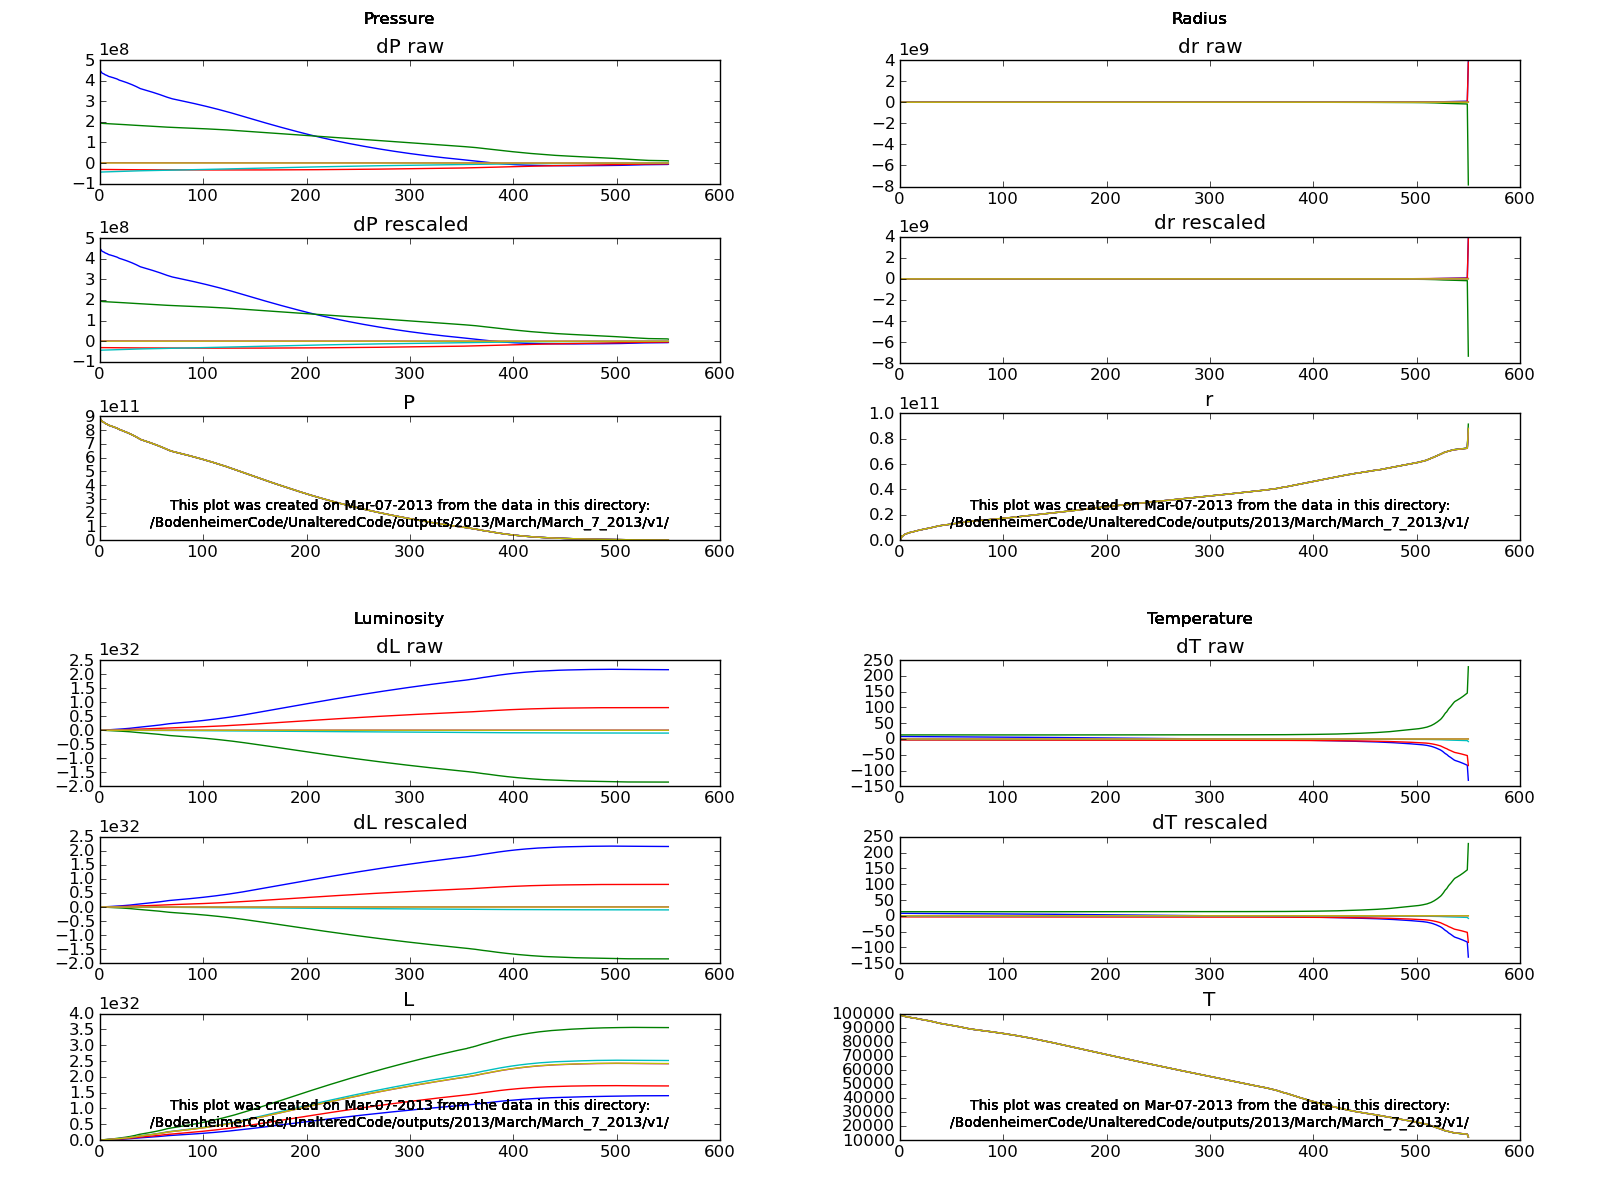 Pressure
dP raw
1e8
5
4
3
2
1
0
−1
0 100 200 300 400 500 600
dP rescaled
1e8
5
4
3
2
1
0
−1
0 100 200 300 400 500 600
P
1e11
9
8
7
6
5
4
3
2
1
0
This plot was created on Mar-07-2013 from the data in this directory:
/BodenheimerCode/UnalteredCode/outputs/2013/March/March_7_2013/v1/
0 100 200 300 400 500 600
Radius
dr raw
1e9
4
2
0
−2
−4
−6
−8
0 100 200 300 400 500 600
dr rescaled
1e9
4
2
0
−2
−4
−6
−8
0 100 200 300 400 500 600
r
1e11
1.0
0.8
0.6
0.4
0.2
0.0
This plot was created on Mar-07-2013 from the data in this directory:
/BodenheimerCode/UnalteredCode/outputs/2013/March/March_7_2013/v1/
0 100 200 300 400 500 600
Luminosity
dL raw
1e32
2.5
2.0
1.5
1.0
0.5
0.0
−0.5
−1.0
−1.5
−2.0
0 100 200 300 400 500 600
dL rescaled
1e32
2.5
2.0
1.5
1.0
0.5
0.0
−0.5
−1.0
−1.5
−2.0
0 100 200 300 400 500 600
L
1e32
4.0
3.5
3.0
2.5
2.0
1.5
1.0
0.5
0.0
This plot was created on Mar-07-2013 from the data in this directory:
/BodenheimerCode/UnalteredCode/outputs/2013/March/March_7_2013/v1/
0 100 200 300 400 500 600
Temperature
dT raw
250
200
150
100
50
0
−50
−100
−150
0 100 200 300 400 500 600
dT rescaled
250
200
150
100
50
0
−50
−100
−150
0 100 200 300 400 500 600
T
100000
90000
80000
70000
60000
50000
40000
30000
20000
10000
This plot was created on Mar-07-2013 from the data in this directory:
/BodenheimerCode/UnalteredCode/outputs/2013/March/March_7_2013/v1/
0 100 200 300 400 500 600